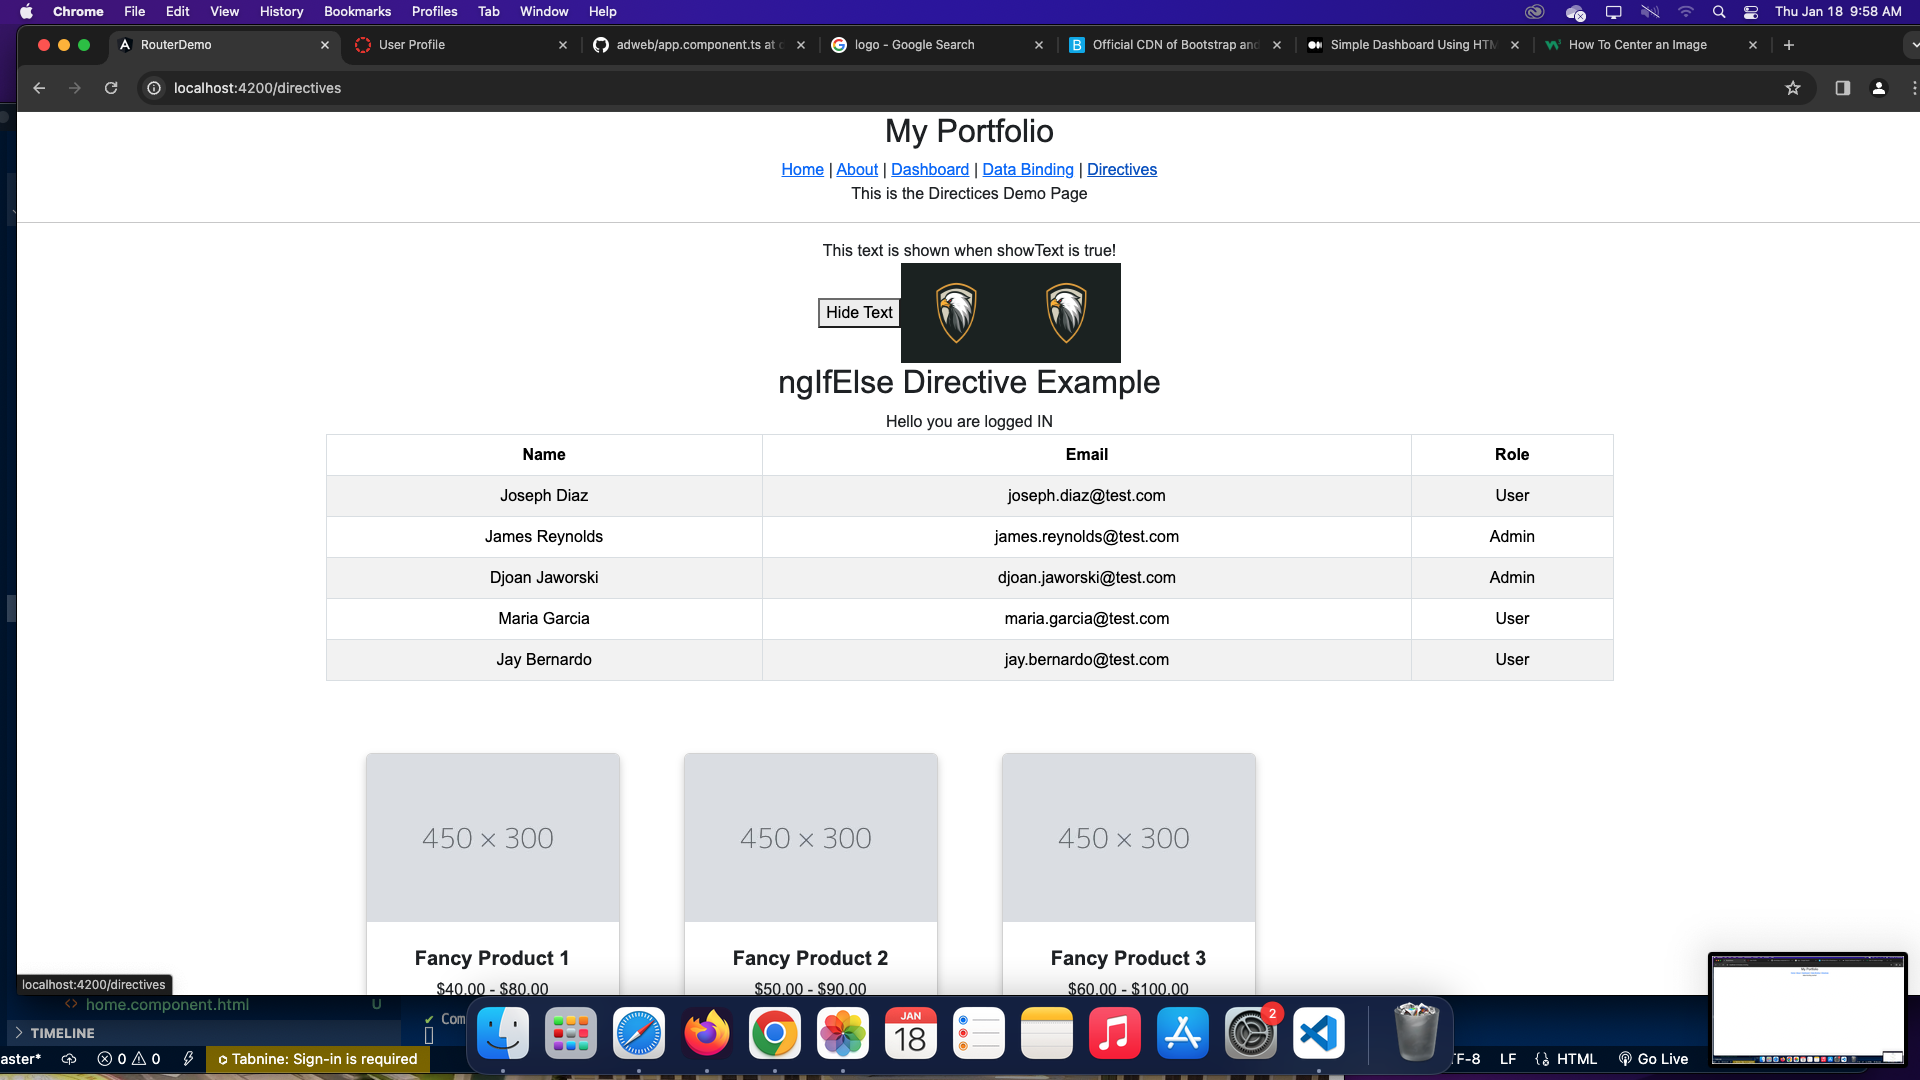 Chrome File Edit View History Bookmarks Profiles Tab Window Help Thu Jan 18 9:58 AM
RouterDemo User Profile adweb/app.component.ts at logo - Google Search Official CDN of Bootstrap and Simple Dashboard Using HTM How To Center an Image
localhost:4200/directives
My Portfolio
Home | About | Dashboard | Data Binding | Directives
This is the Directices Demo Page
This text is shown when showText is true!
Hide Text
ngIfElse Directive Example
Hello you are logged IN
Name Email Role
Joseph Diaz joseph.diaz@test.com User
James Reynolds james.reynolds@test.com Admin
Djoan Jaworski djoan.jaworski@test.com Admin
Maria Garcia maria.garcia@test.com User
Jay Bernardo jay.bernardo@test.com User
450 × 300 450 × 300 450 × 300
Fancy Product 1 Fancy Product 2 Fancy Product 3
$40.00 - $80.00 $50.00 - $90.00 $60.00 - $100.00
localhost:4200/directives
home.component.html U
Com
TIMELINE
JAN
18
2
aster* 0 0 Tabnine: Sign-in is required TF-8 LF HTML Go Live